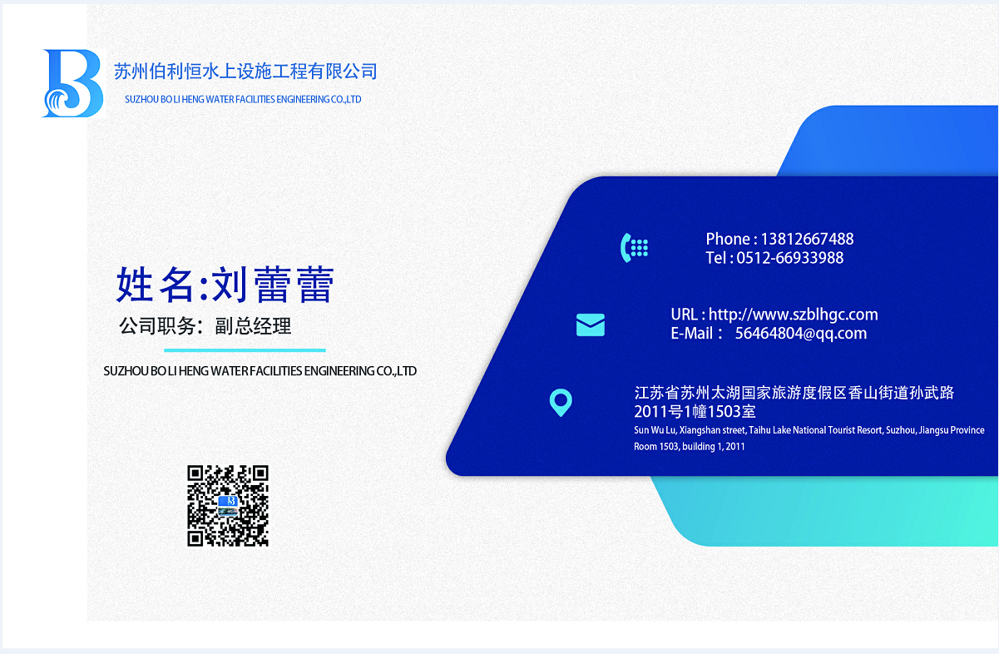 苏州伯利恒水上设施工程有限公司
SUZHOU BO LI HENG WATER FACILITIES ENGINEERING CO.,LTD
姓名:刘蕾蕾
公司职务：副总经理
SUZHOU BO LI HENG WATER FACILITIES ENGINEERING CO.,LTD
Phone : 13812667488
Tel : 0512-66933988
URL : http://www.szblhgc.com
E-Mail： 56464804@qq.com
江苏省苏州太湖国家旅游度假区香山街道孙武路
2011号1幢1503室
Sun Wu Lu, Xiangshan street, Taihu Lake National Tourist Resort, Suzhou, Jiangsu Province
Room 1503, building 1, 2011